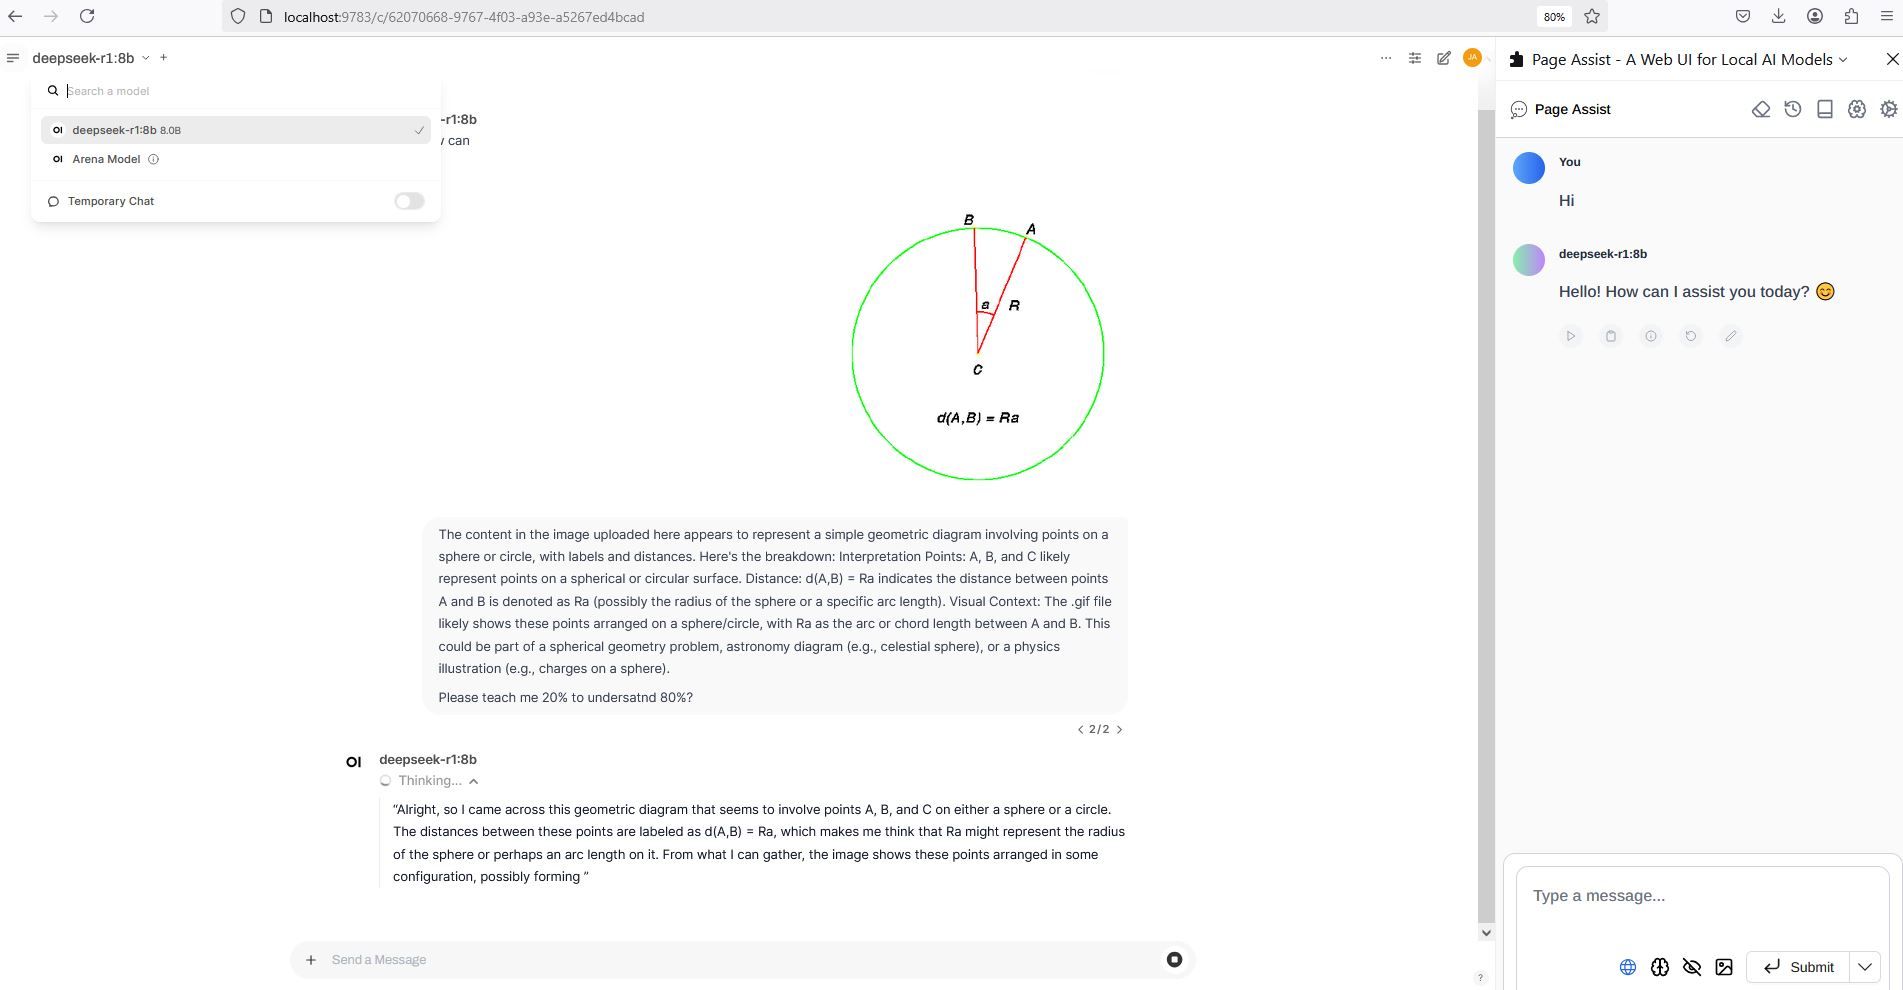 localhost:9783/c/62070668-9767-4f03-a93e-a5267ed4bcad
80%
deepseek-r1:8b
JA
Search a model
deepseek-r1:8b 8.0B
OI Arena Model
Temporary Chat
-r1:8b
v can
B
A
a
R
C
d(A,B) = Ra
The content in the image uploaded here appears to represent a simple geometric diagram involving points on a
sphere or circle, with labels and distances. Here's the breakdown: Interpretation Points: A, B, and C likely
represent points on a spherical or circular surface. Distance: d(A,B) = Ra indicates the distance between points
A and B is denoted as Ra (possibly the radius of the sphere or a specific arc length). Visual Context: The .gif file
likely shows these points arranged on a sphere/circle, with Ra as the arc or chord length between A and B. This
could be part of a spherical geometry problem, astronomy diagram (e.g., celestial sphere), or a physics
illustration (e.g., charges on a sphere).
Please teach me 20% to undersatnd 80%?
2/2
OI deepseek-r1:8b
Thinking...
“Alright, so I came across this geometric diagram that seems to involve points A, B, and C on either a sphere or a circle.
The distances between these points are labeled as d(A,B) = Ra, which makes me think that Ra might represent the radius
of the sphere or perhaps an arc length on it. From what I can gather, the image shows these points arranged in some
configuration, possibly forming ”
Send a Message
?
Page Assist - A Web UI for Local AI Models
Page Assist
You
Hi
deepseek-r1:8b
Hello! How can I assist you today? 😊
Type a message...
Submit